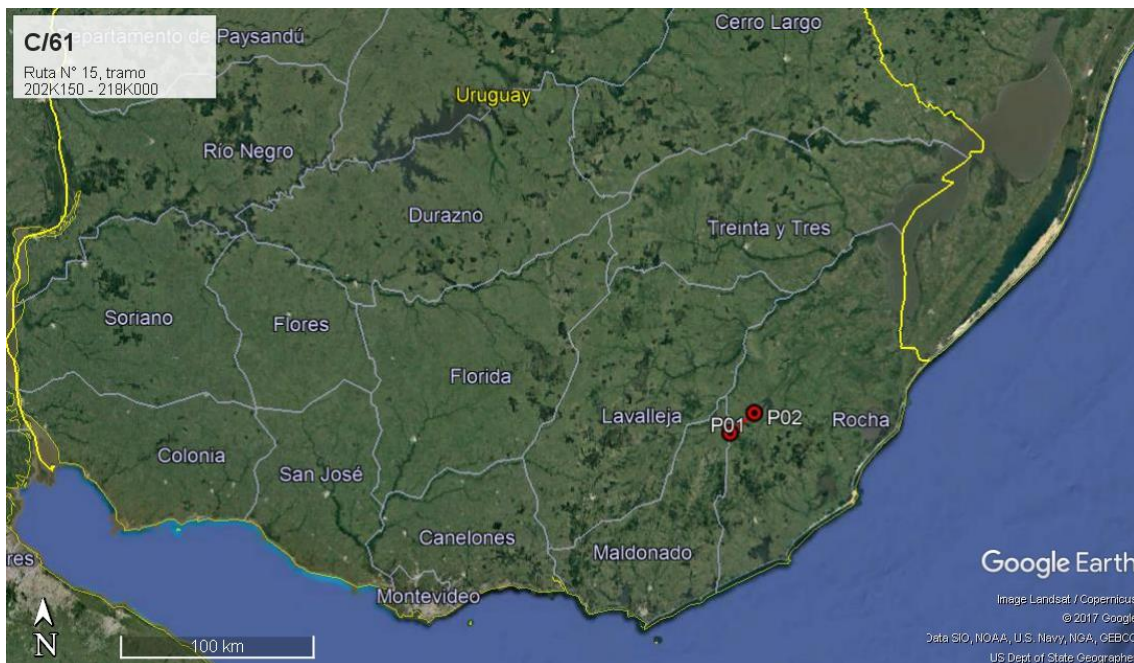 C/61
Ruta N° 15, tramo
202K150 - 218K000
epartamento de Paysandú
Cerro Largo
Uruguay
Río Negro
Durazno
Treinta y Tres
Soriano
Flores
Florida
Lavalleja
P01
P02
Rocha
Colonia
San José
Canelones
Maldonado
res
Montevideo
Google Earth
Image Landsat / Copernicus
© 2017 Google
Data SIO, NOAA, U.S. Navy, NGA, GEBCO
US Dept of State Geographer
N
100 km